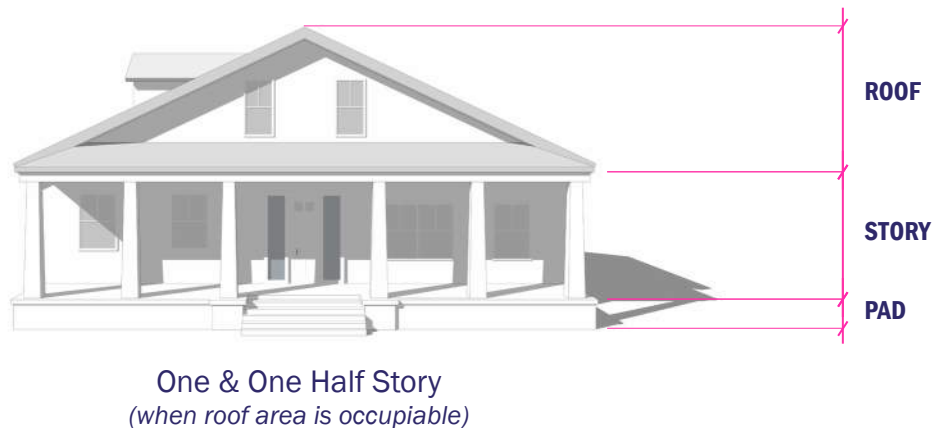 ROOF
STORY
PAD
One & One Half Story
(when roof area is occupiable)